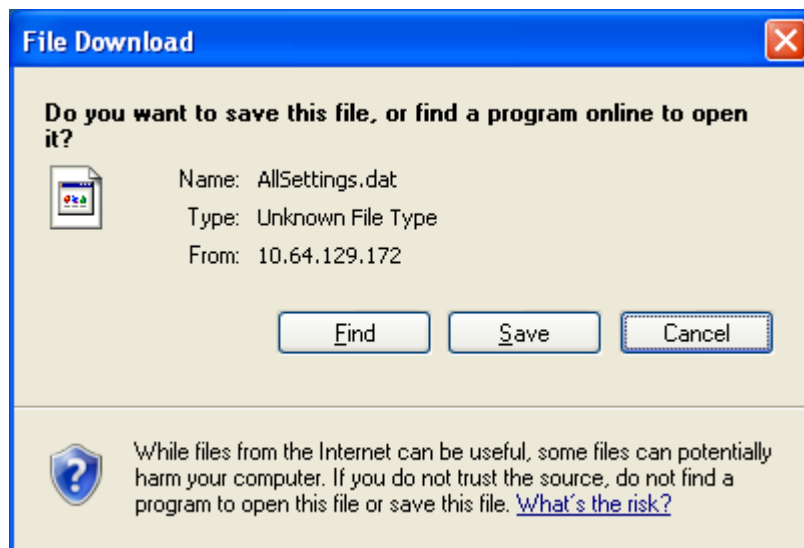 File Download
Do you want to save this file, or find a program online to open
it?
Name: AllSettings.dat
Type: Unknown File Type
From: 10.64.129.172
Find Save Cancel
While files from the Internet can be useful, some files can potentially
harm your computer. If you do not trust the source, do not find a
program to open this file or save this file. What's the risk?